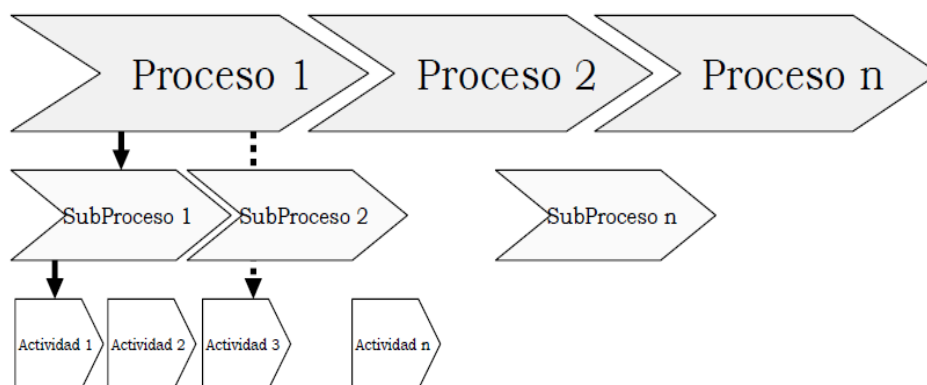 Proceso 1
Proceso 2
Proceso n
SubProceso 1
SubProceso 2
SubProceso n
Actividad 1
Actividad 2
Actividad 3
Actividad n